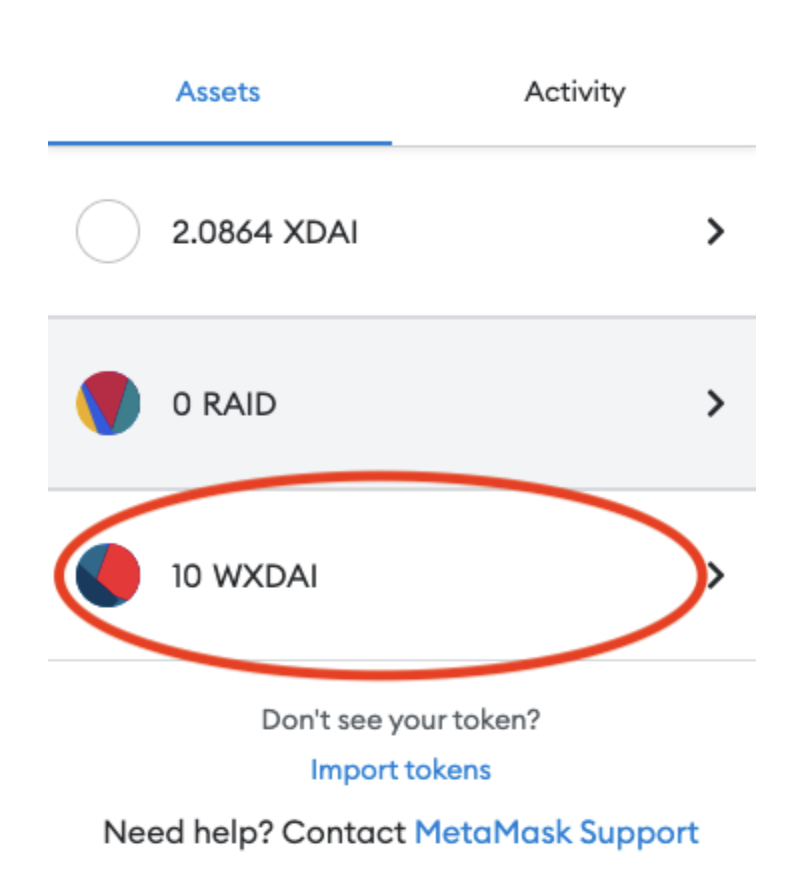 Assets
Activity
2.0864 XDAI
0 RAID
10 WXDAI
Don't see your token?
Import tokens
Need help? Contact MetaMask Support